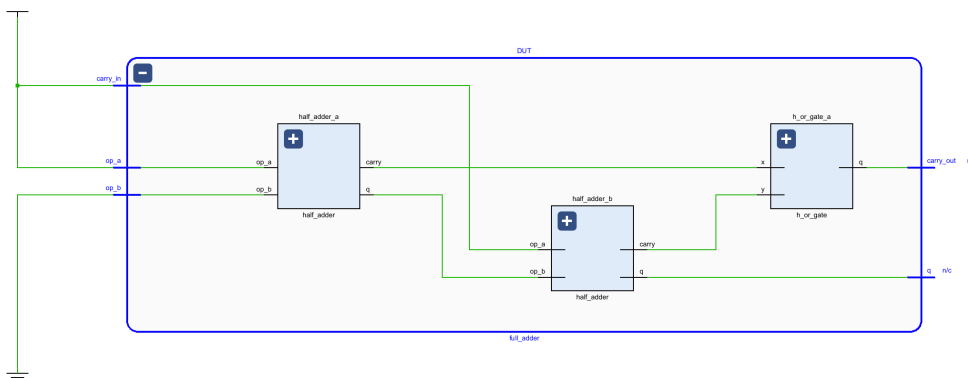 DUT
carry_in
half_adder_a
h_or_gate_a
op_a
op_a
carry
x
q
carry_out
op_b
op_b
q
y
half_adder
h_or_gate
half_adder_b
op_a
carry
op_b
q
q n/c
half_adder
full_adder